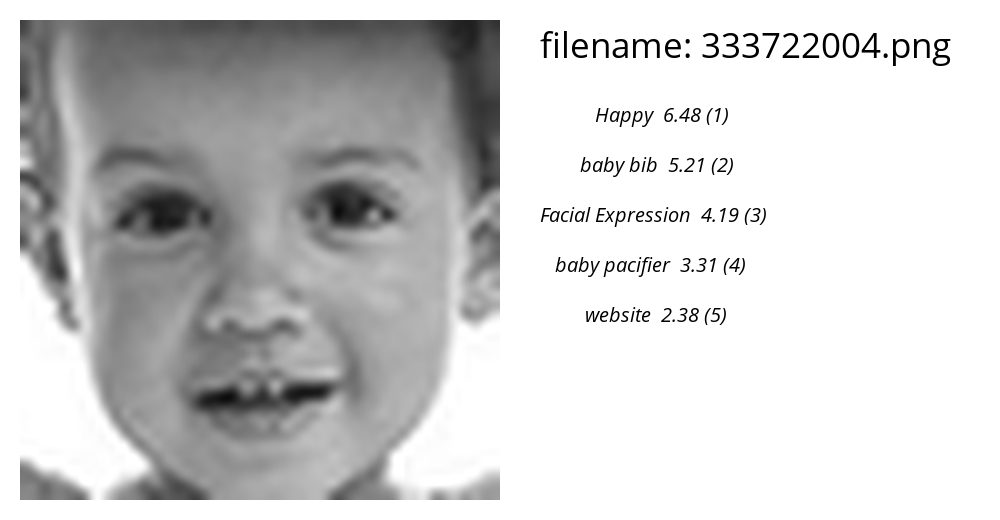 filename: 333722004.png
Happy 6.48 (1)
baby bib 5.21 (2)
Facial Expression 4.19 (3)
baby pacifier 3.31 (4)
website 2.38 (5)